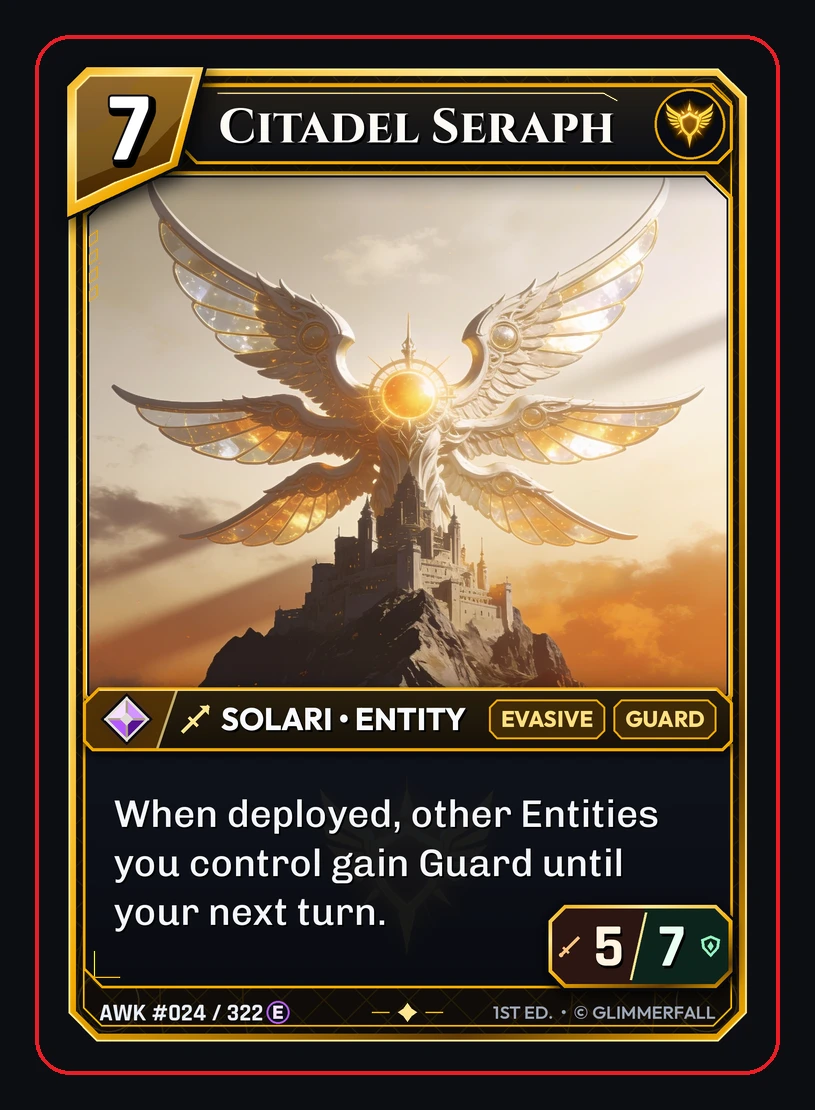 7
CITADEL SERAPH
SOLARI • ENTITY
EVASIVE
GUARD
When deployed, other Entities
you control gain Guard until
your next turn.
5 / 7
AWK #024 / 322 E
1ST ED. • © GLIMMERFALL